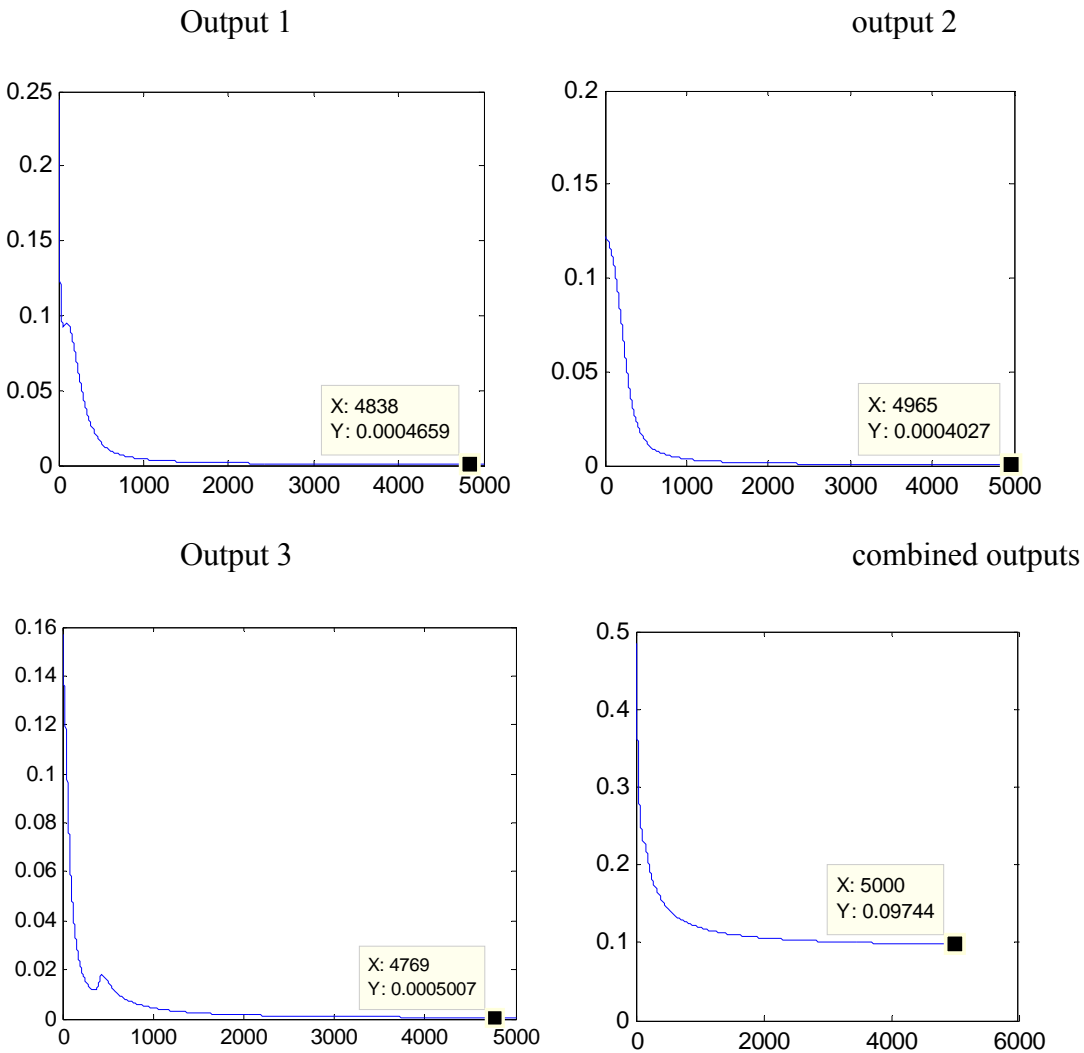 Output 1
output 2
0.25
0.2
0.15
0.1
0.05
0
X: 4838
Y: 0.0004659
0 1000 2000 3000 4000 5000
0.2
0.15
0.1
0.05
0
X: 4965
Y: 0.0004027
0 1000 2000 3000 4000 5000
Output 3
combined outputs
0.16
0.14
0.12
0.1
0.08
0.06
0.04
0.02
0
X: 4769
Y: 0.0005007
0 1000 2000 3000 4000 5000
0.5
0.4
0.3
0.2
0.1
0
X: 5000
Y: 0.09744
0 2000 4000 6000